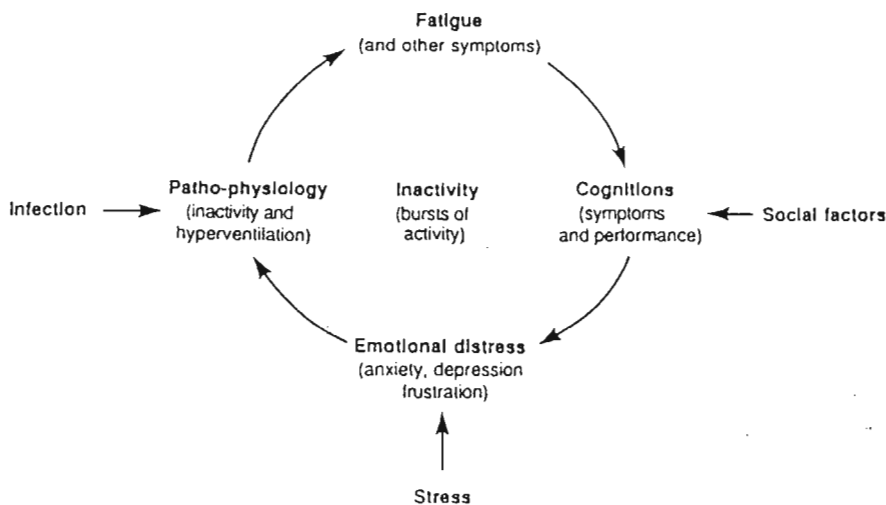 Fatigue
(and other symptoms)
Infection
Patho-physiology
(inactivity and
hyperventilation)
Inactivity
(bursts of
activity)
Cognitions
(symptoms
and performance)
Social factors
Emotional distress
(anxiety, depression
frustration)
Stress